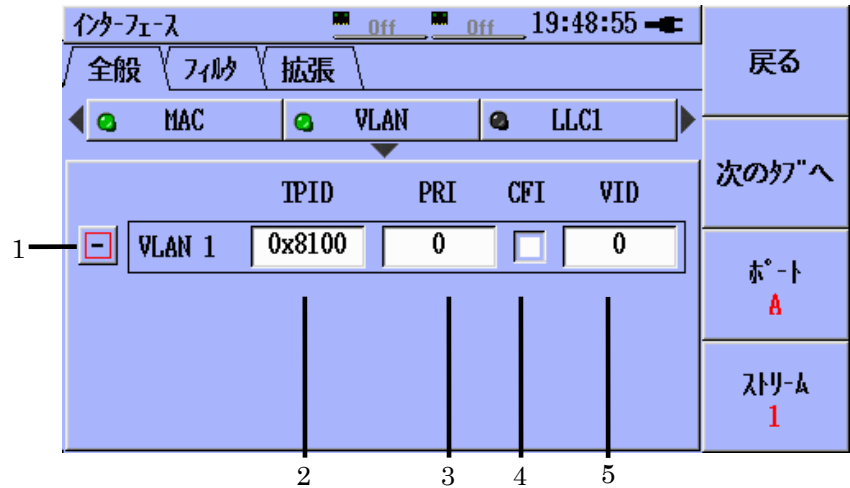 ｲﾝﾀｰﾌｪｰｽ Off Off 19:48:55
全般 ﾌｨﾙﾀ 拡張
MAC VLAN LLC1
TPID PRI CFI VID
1 - VLAN 1 0x8100 0 0
2 3 4 5
戻る
次のﾀﾌﾞへ
ﾎﾟｰﾄ
A
ｽﾄﾘｰﾑ
1